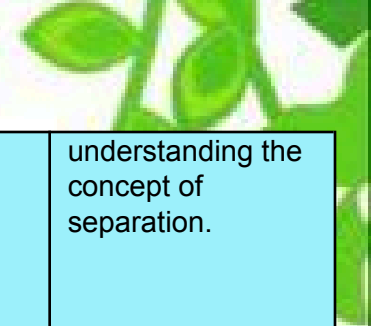 understanding the
concept of
separation.